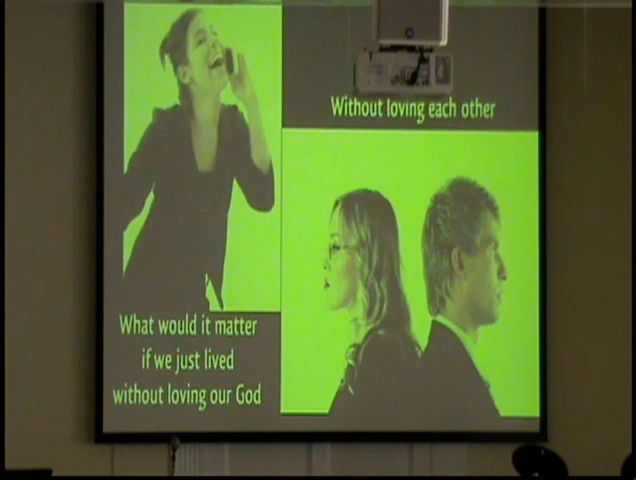 Without loving each other
What would it matter
if we just lived
without loving our God